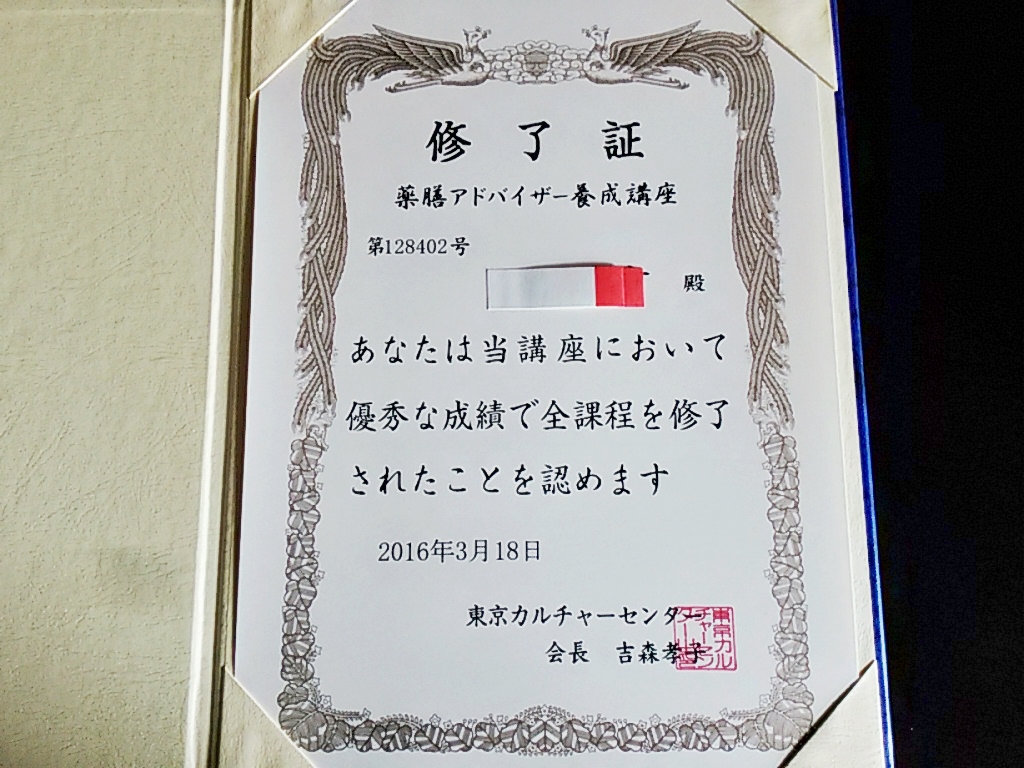 修了証
薬膳アドバイザー養成講座
第128402号
殿
あなたは当講座において
優秀な成績で全課程を修了
されたことを認めます
2016年3月18日
東京カルチャーセンター
会長 吉森孝子